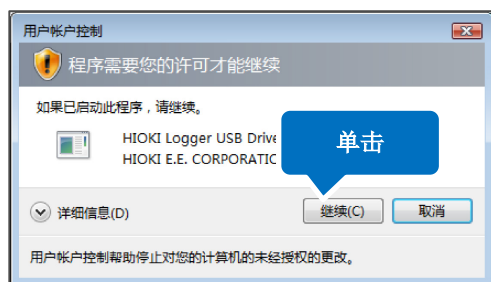 用户帐户控制
程序需要您的许可才能继续
如果已启动此程序，请继续。
HIOKI Logger USB Drive
HIOKI E.E. CORPORATIC
单击
详细信息(D)
继续(C)
取消
用户帐户控制帮助停止对您的计算机的未经授权的更改。